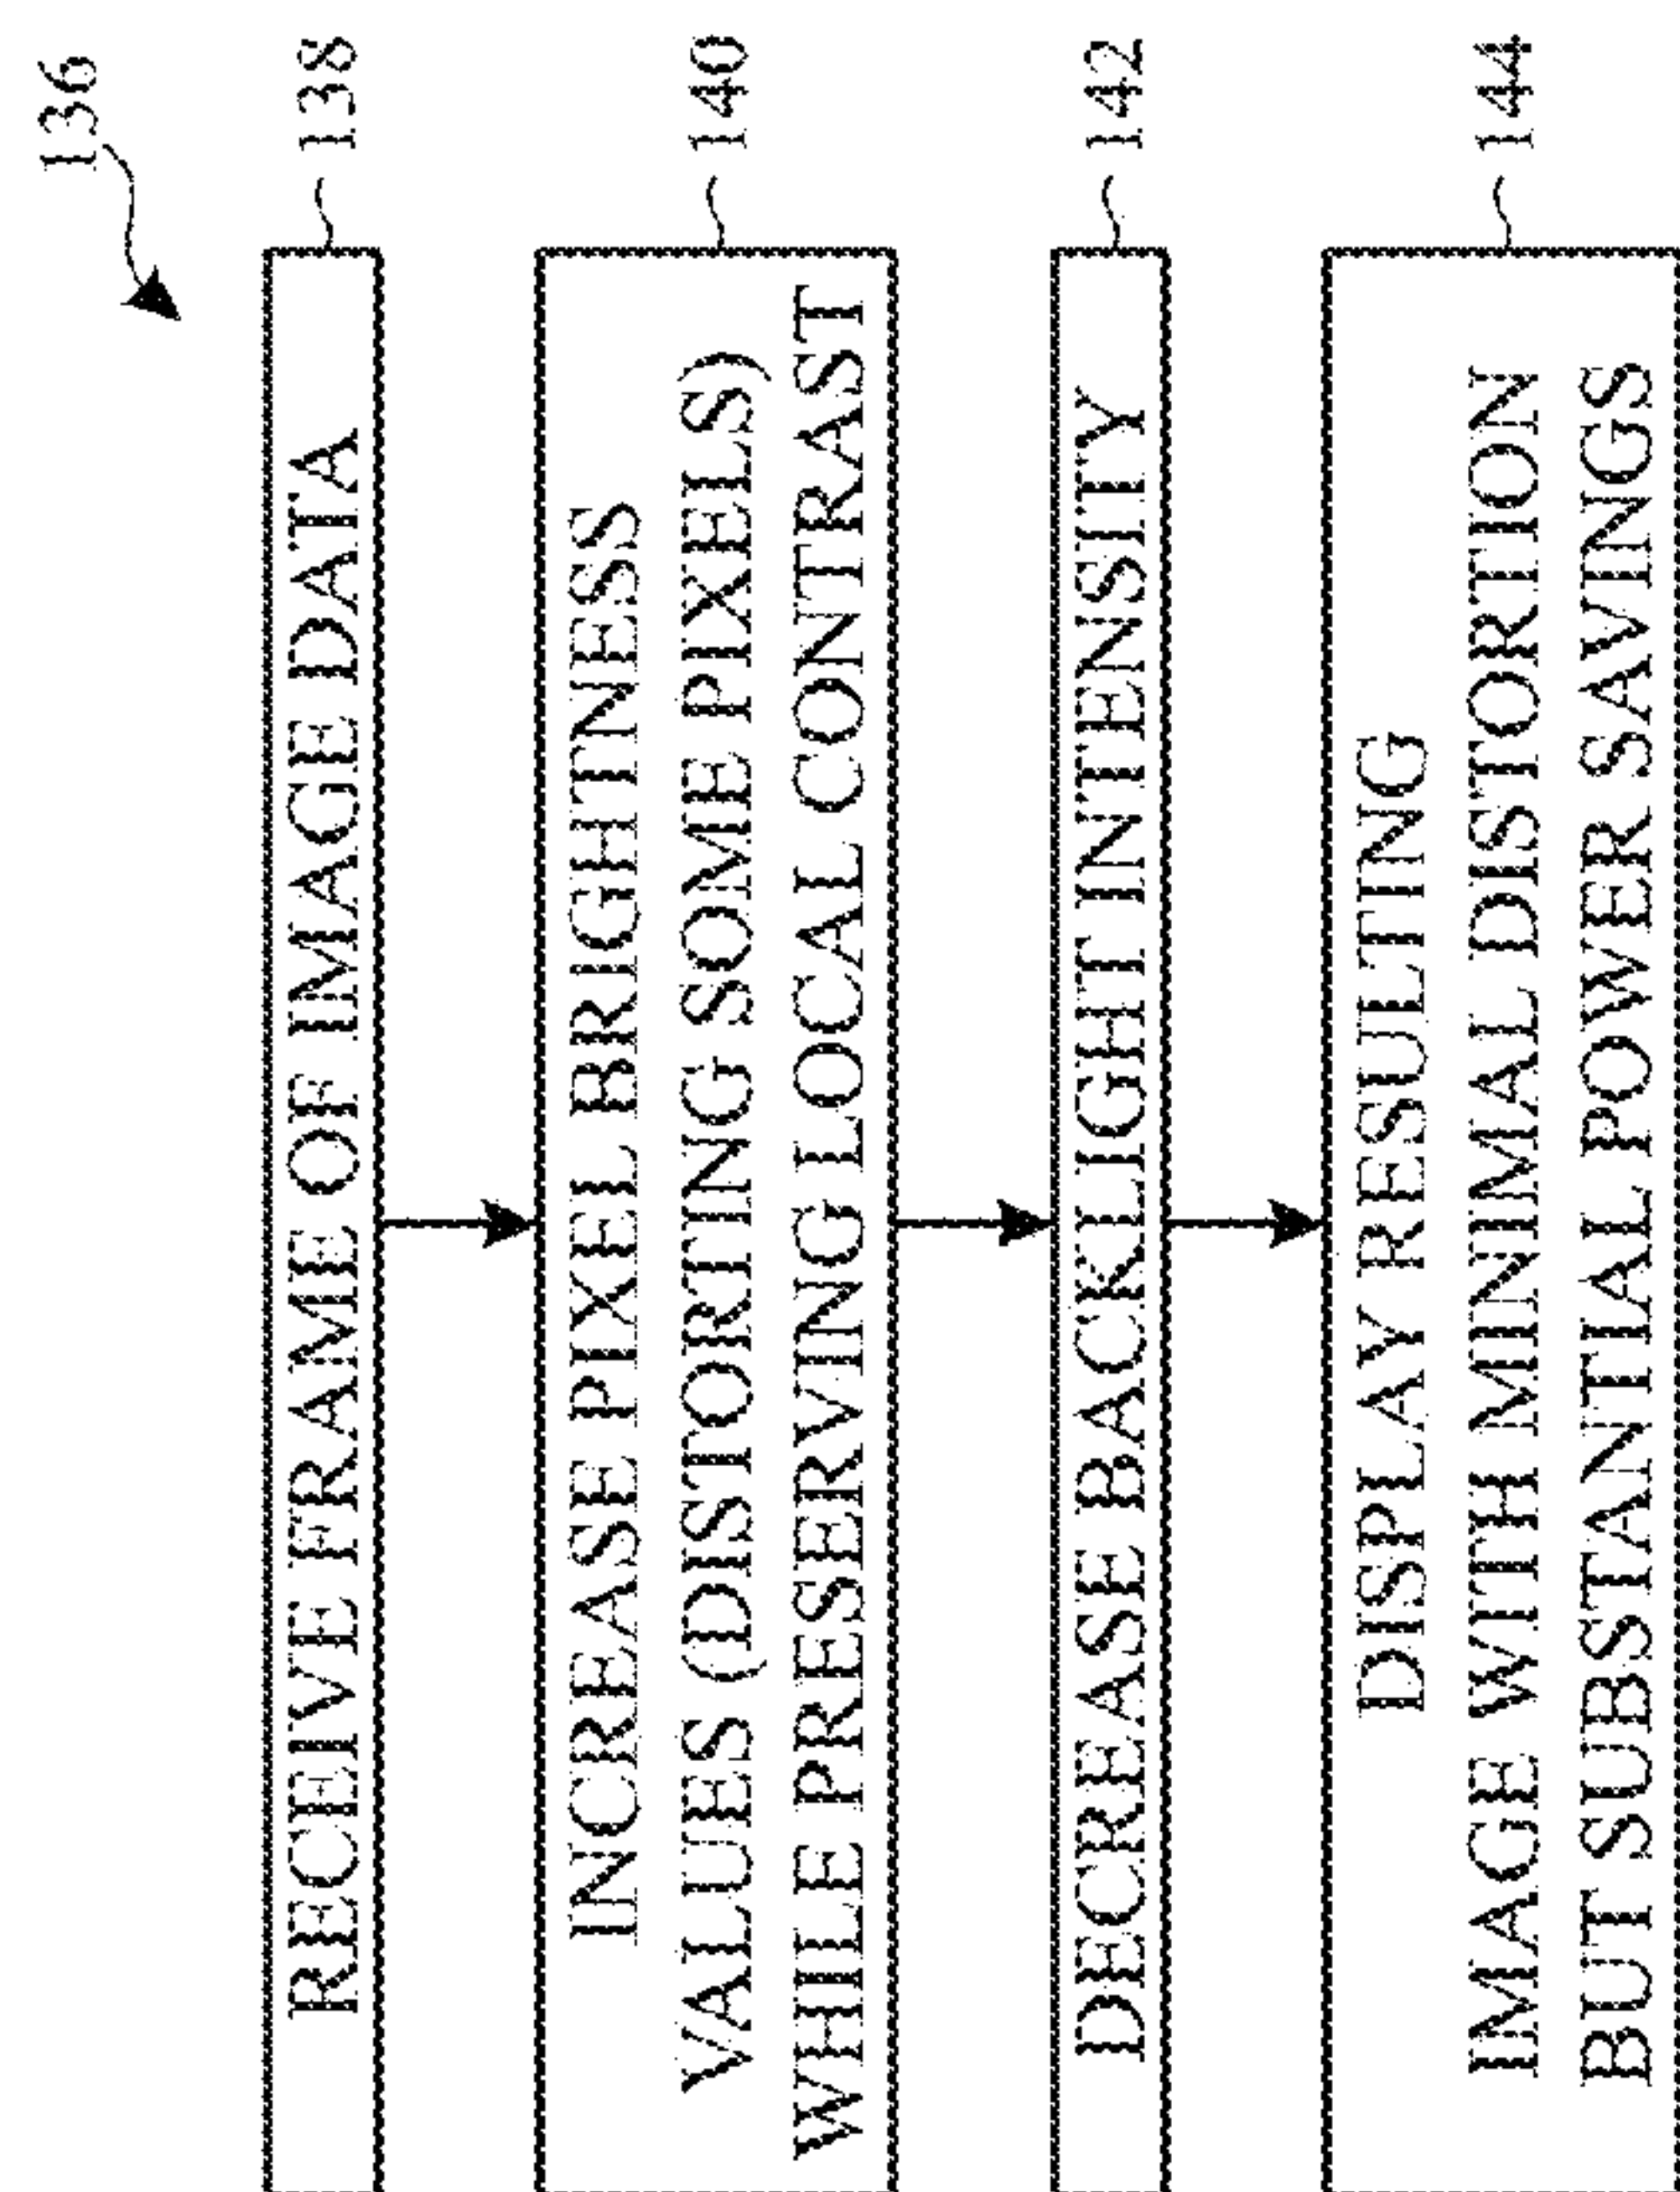 136
RECEIVE FRAME OF IMAGE DATA
138
INCREASE PIXEL BRIGHTNESS
VALUES (DISTORTING SOME PIXELS)
WHILE PRESERVING LOCAL CONTRAST
140
DECREASE BACKLIGHT INTENSITY
142
DISPLAY RESULTING
IMAGE WITH MINIMAL DISTORTION
BUT SUBSTANTIAL POWER SAVINGS
144